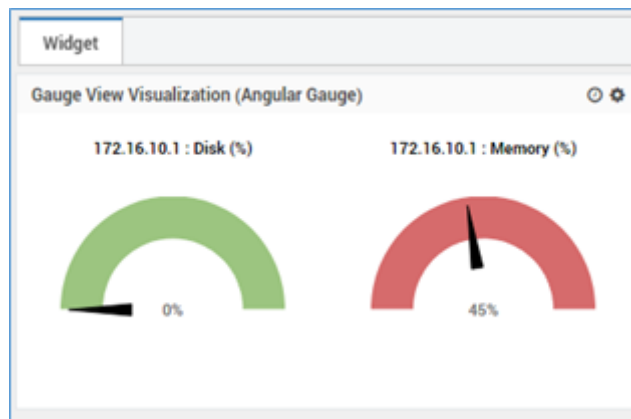 Widget
Gauge View Visualization (Angular Gauge)
172.16.10.1 : Disk (%)
172.16.10.1 : Memory (%)
0%
45%